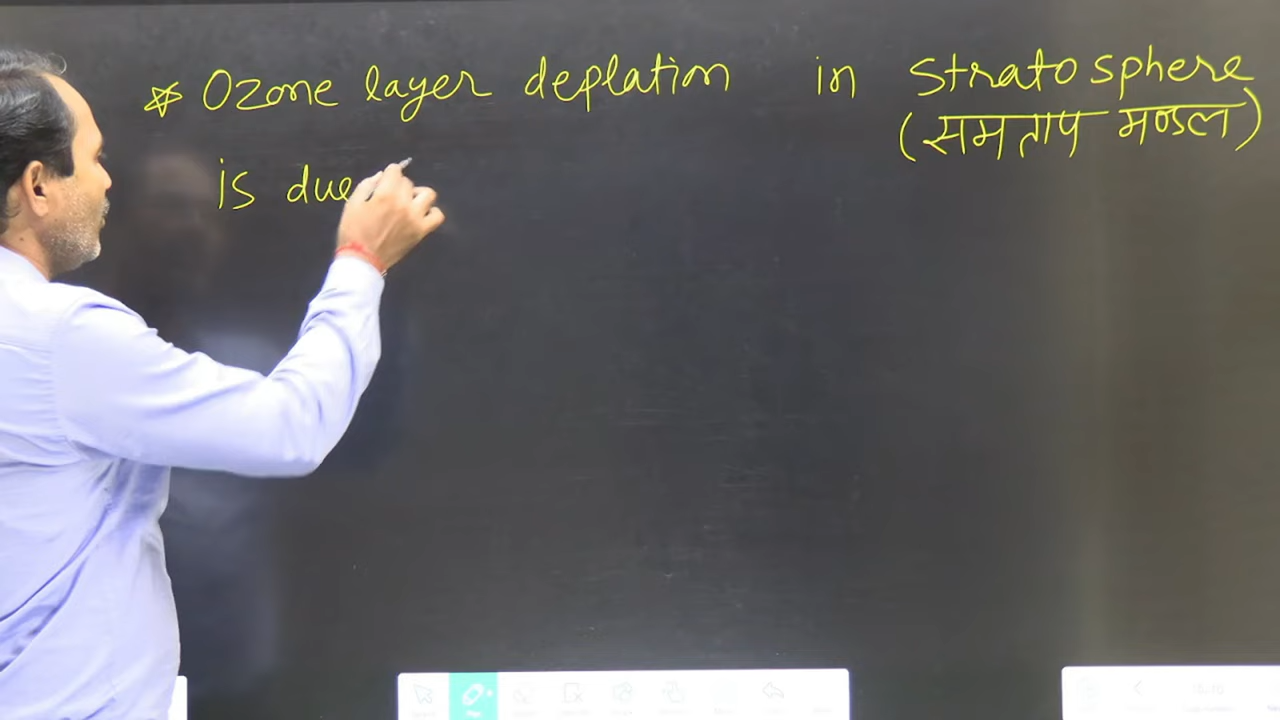 * Ozone layer deplation in Stratosphere
(समताप मण्डल)
is due